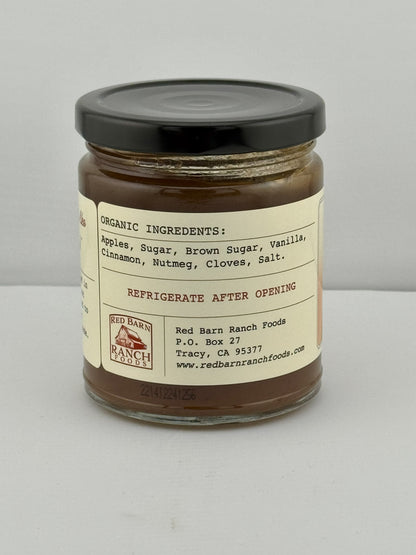 ORGANIC INGREDENTS:
Apples, Sugar, Brown Sugar, Vanilla,
Cinnamon, Nutmeg, Cloves, Salt.
REFRIGERATE AFTER OPENING
RED BARN
RANCH
FOODS
Red Barn Ranch Foods
P.O. Box 27
Tracy, CA 95377
www.redbarnranchfoods.com